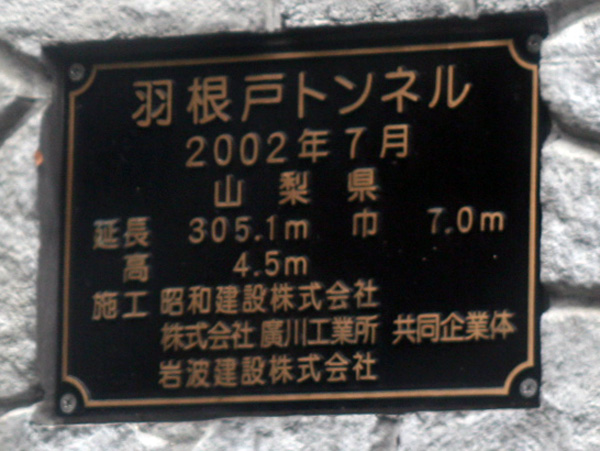 羽根戸トンネル
2002年7月
山梨県
延長 305.1m 巾 7.0m
高 4.5m
施工 昭和建設株式会社
株式会社廣川工業所 共同企業体
岩波建設株式会社